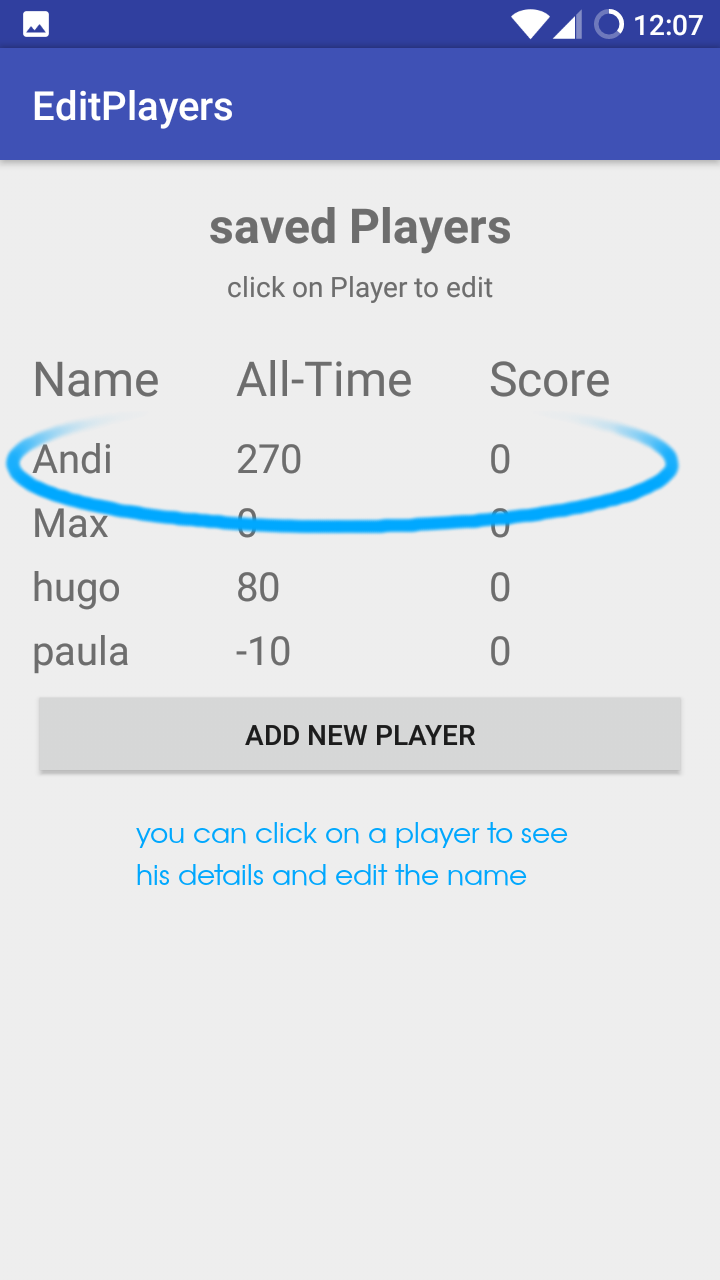 12:07
EditPlayers
saved Players
click on Player to edit
Name All-Time Score
Andi 270 0
Max 0 0
hugo 80 0
paula -10 0
ADD NEW PLAYER
you can click on a player to see
his details and edit the name